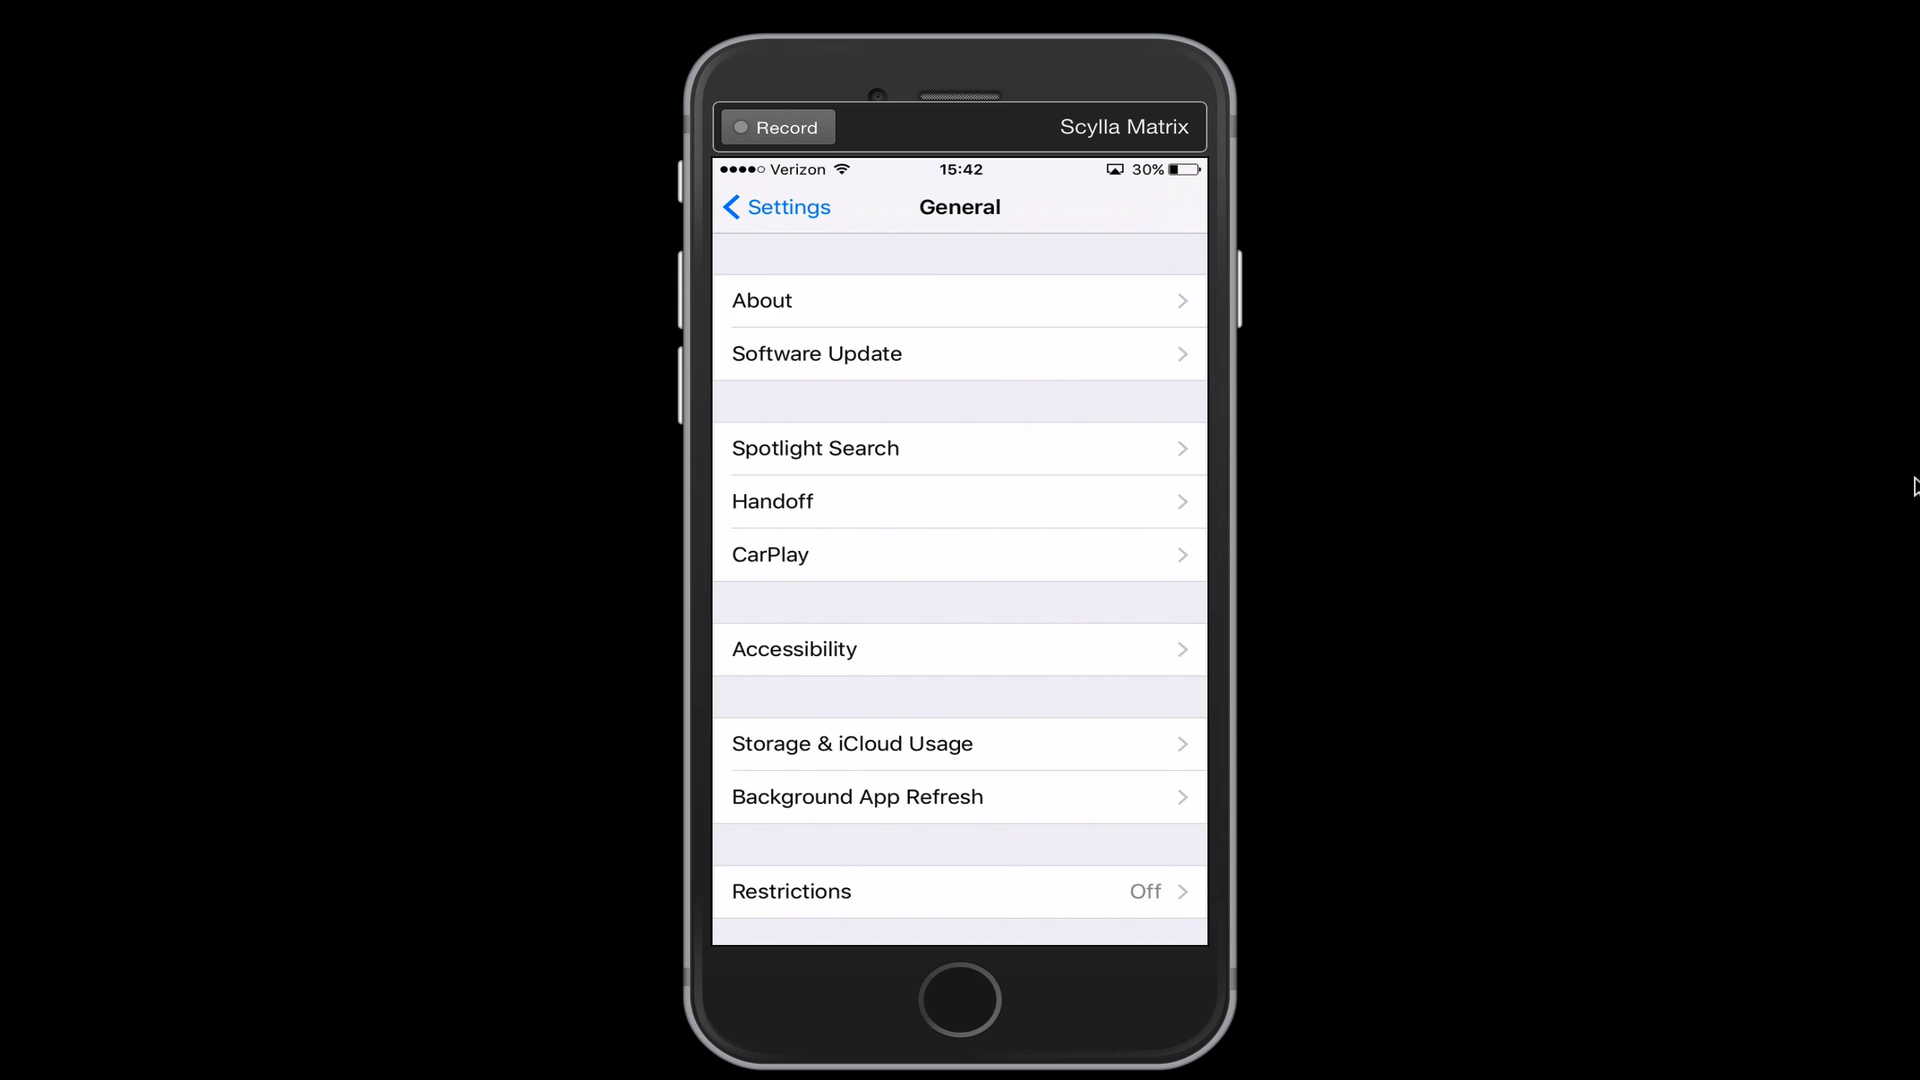 Record
Scylla Matrix
Verizon 15:42 30%
Settings General
About
Software Update
Spotlight Search
Handoff
CarPlay
Accessibility
Storage & iCloud Usage
Background App Refresh
Restrictions Off